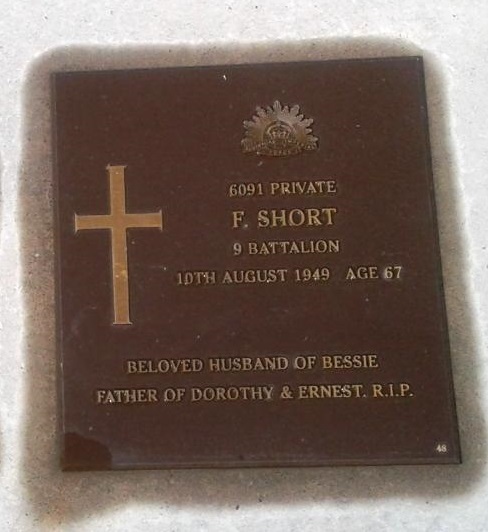 6091 PRIVATE
F. SHORT
9 BATTALION
10TH AUGUST 1949 AGE 67
BELOVED HUSBAND OF BESSIE
FATHER OF DOROTHY & ERNEST. R.I.P.
48